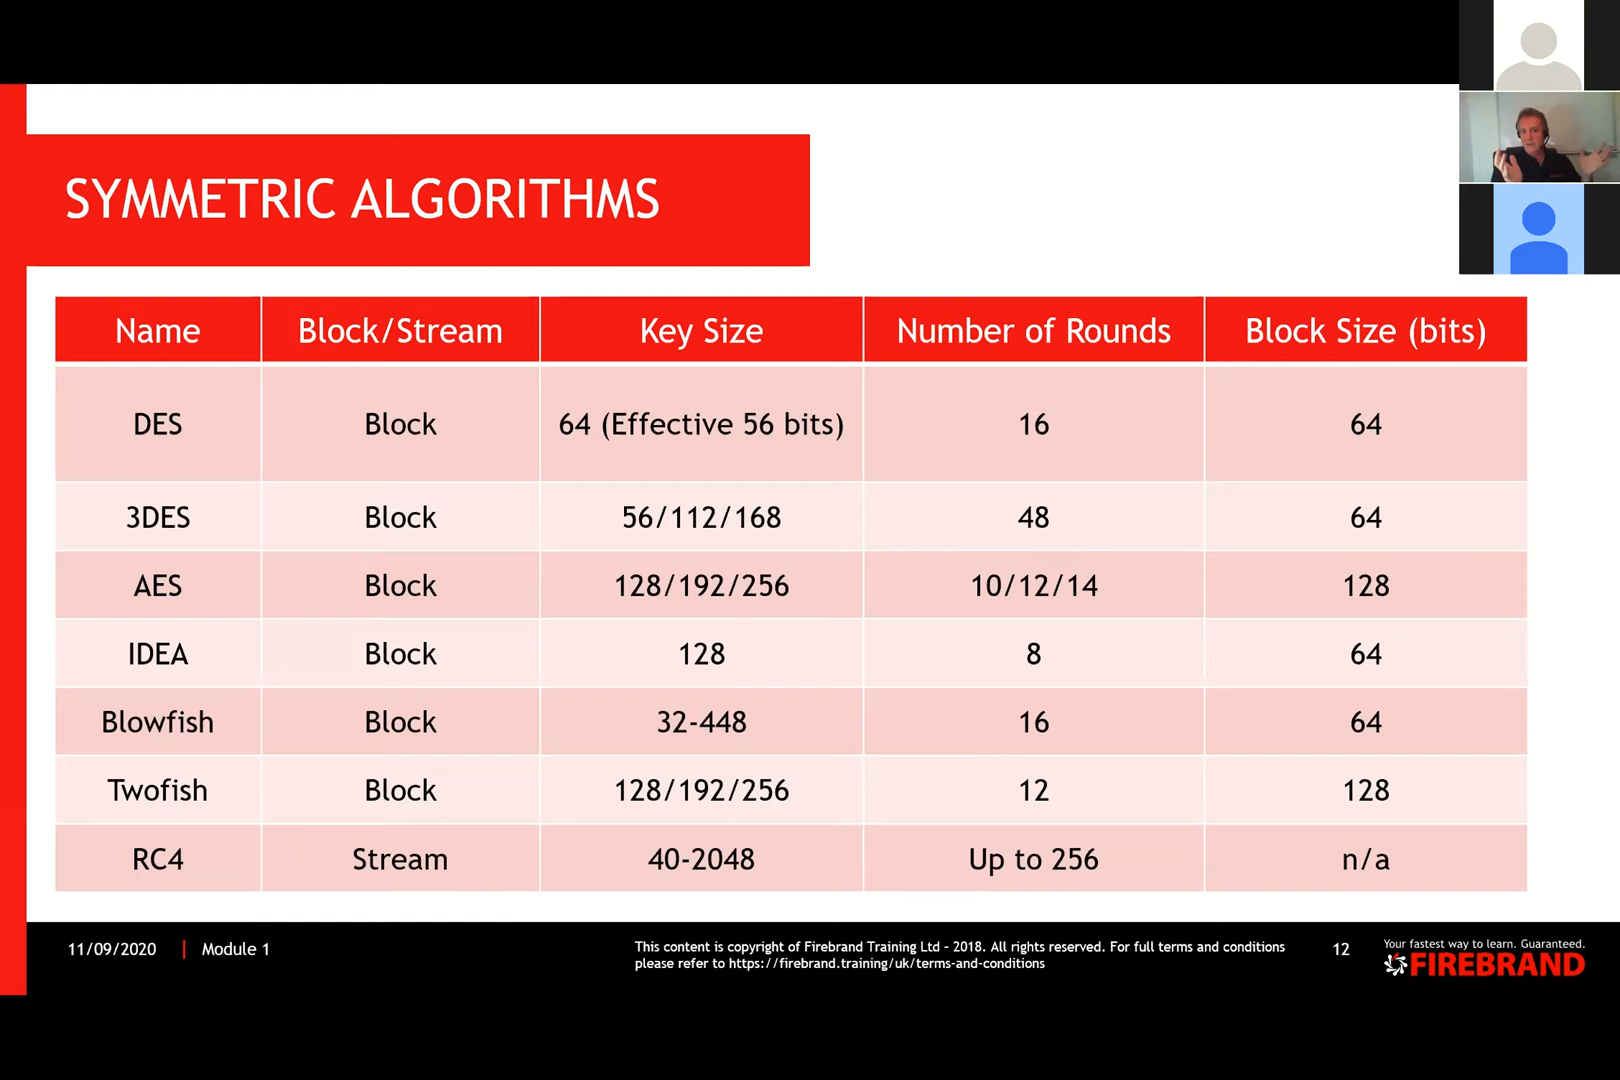 SYMMETRIC ALGORITHMS
Name Block/Stream Key Size Number of Rounds Block Size (bits)
DES Block 64 (Effective 56 bits) 16 64
3DES Block 56/112/168 48 64
AES Block 128/192/256 10/12/14 128
IDEA Block 128 8 64
Blowfish Block 32-448 16 64
Twofish Block 128/192/256 12 128
RC4 Stream 40-2048 Up to 256 n/a
11/09/2020 | Module 1
This content is copyright of Firebrand Training Ltd – 2018. All rights reserved. For full terms and conditions
please refer to https://firebrand.training/uk/terms-and-conditions
12
Your fastest way to learn. Guaranteed.
FIREBRAND